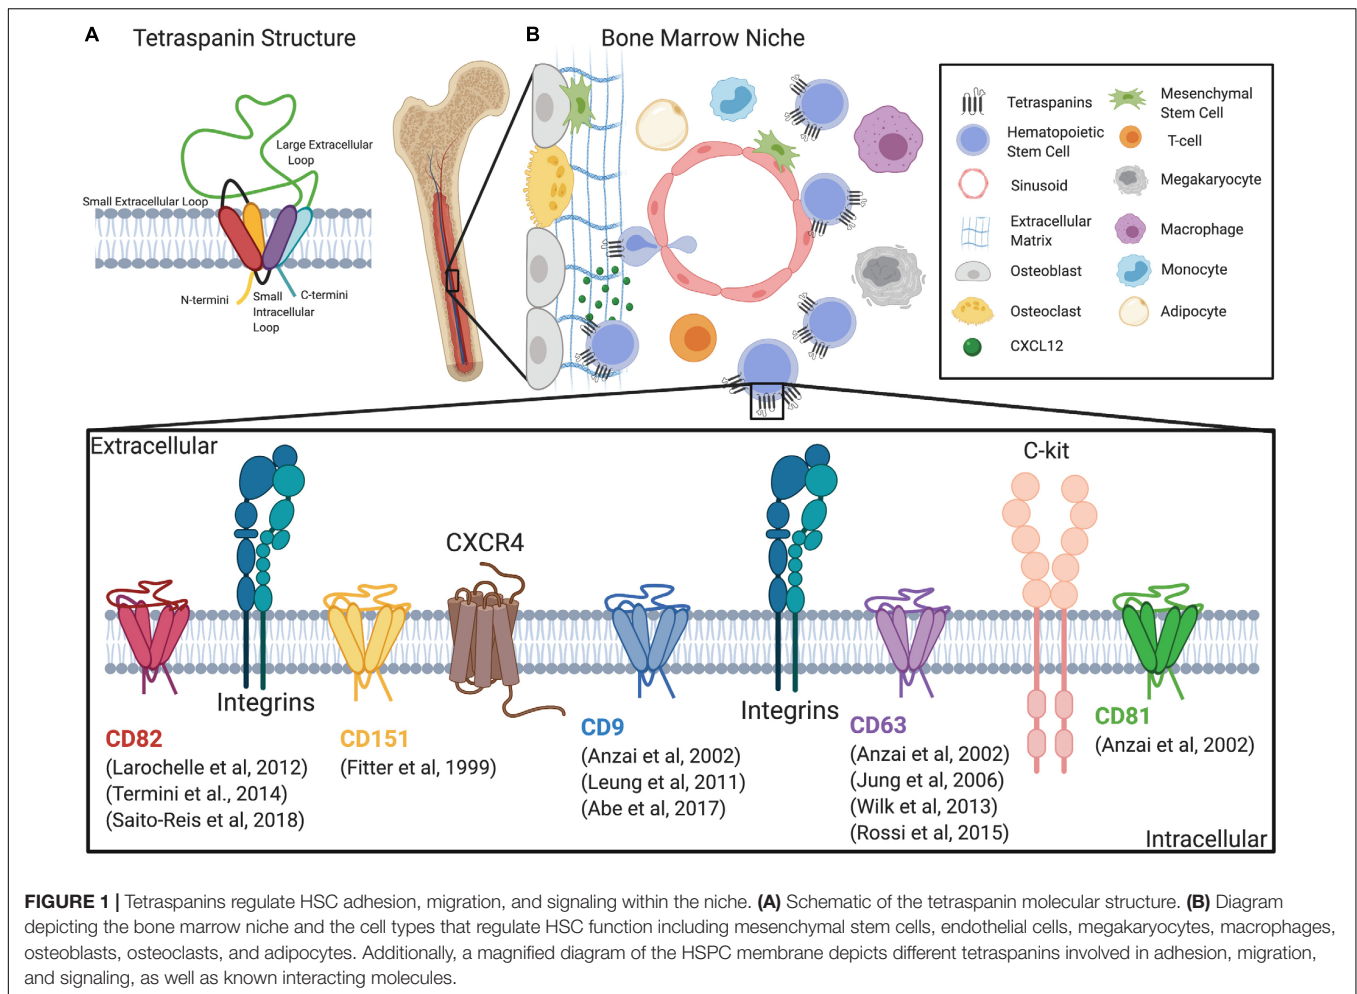 A
Tetraspanin Structure
Large Extracellular
Loop
Small Extracellular Loop
N-termini
Small
Intracellular
Loop
C-termini
B
Bone Marrow Niche
Tetraspanins
Hematopoietic
Stem Cell
Sinusoid
Extracellular
Matrix
Osteoblast
Osteoclast
CXCL12
Mesenchymal
Stem Cell
T-cell
Megakaryocyte
Macrophage
Monocyte
Adipocyte
Extracellular
C-kit
CXCR4
Integrins
Integrins
CD82
(Larochelle et al, 2012)
(Termini et al., 2014)
(Saito-Reis et al, 2018)
CD151
(Fitter et al, 1999)
CD9
(Anzai et al, 2002)
(Leung et al, 2011)
(Abe et al, 2017)
CD63
(Anzai et al, 2002)
(Jung et al, 2006)
(Wilk et al, 2013)
(Rossi et al, 2015)
CD81
(Anzai et al, 2002)
Intracellular
FIGURE 1 | Tetraspanins regulate HSC adhesion, migration, and signaling within the niche. (A) Schematic of the tetraspanin molecular structure. (B) Diagram
depicting the bone marrow niche and the cell types that regulate HSC function including mesenchymal stem cells, endothelial cells, megakaryocytes, macrophages,
osteoblasts, osteoclasts, and adipocytes. Additionally, a magnified diagram of the HSPC membrane depicts different tetraspanins involved in adhesion, migration,
and signaling, as well as known interacting molecules.